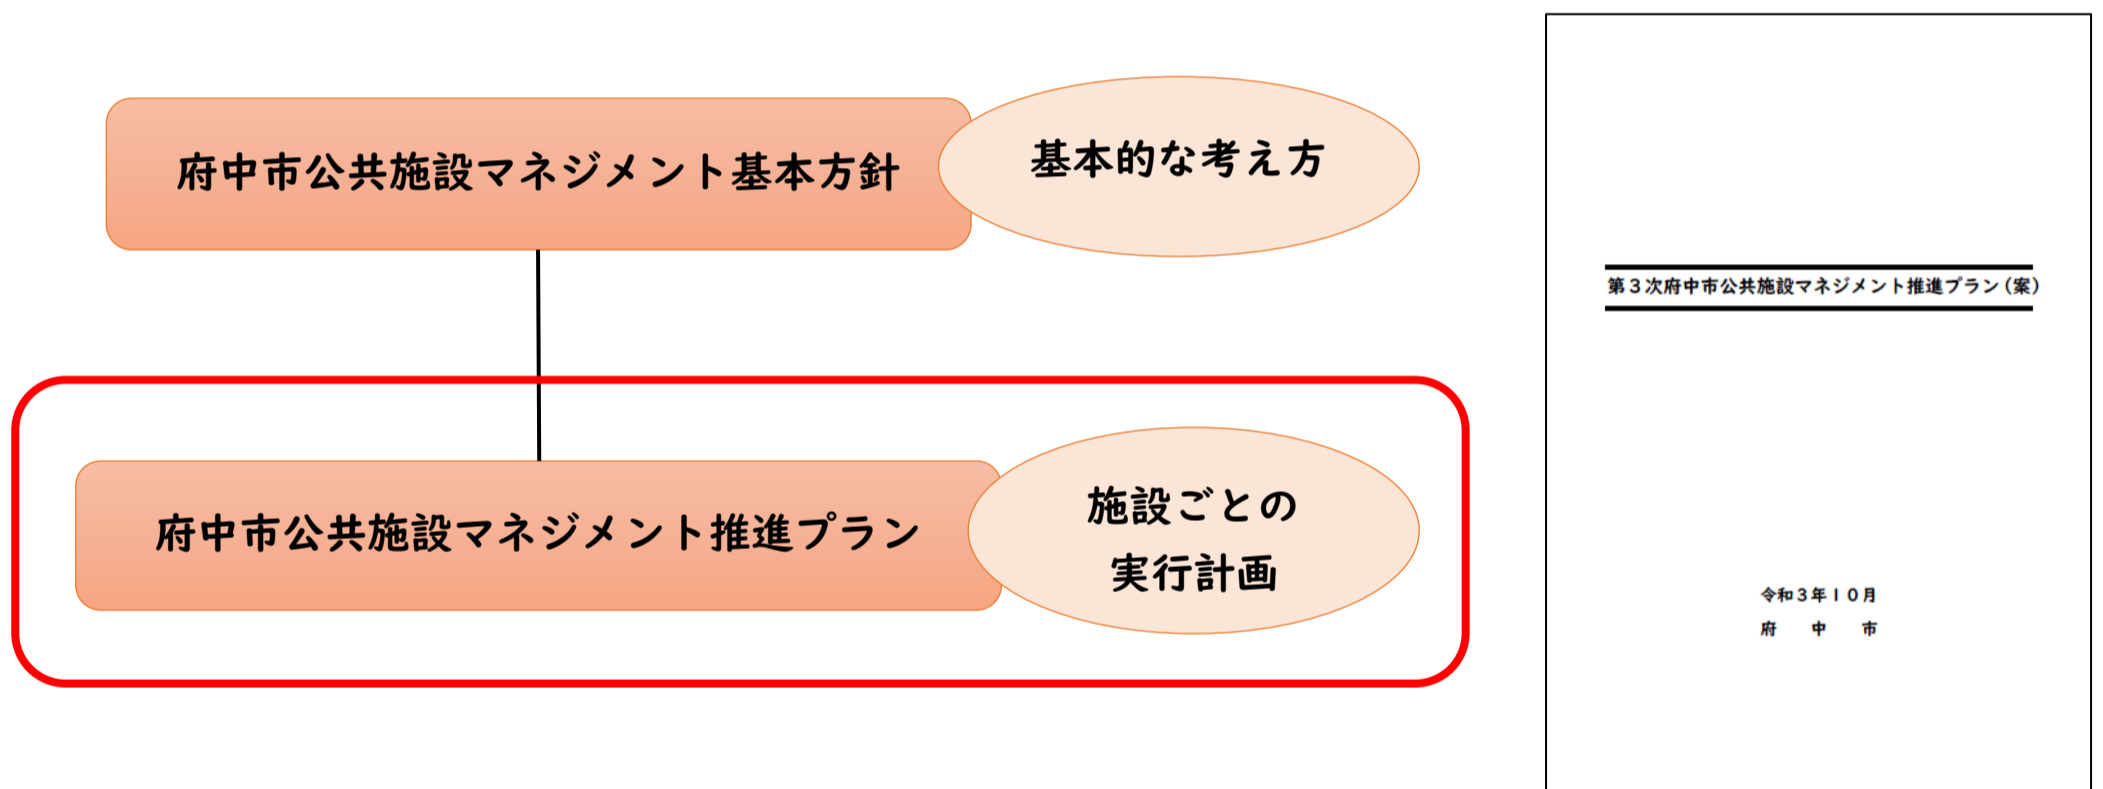 府中市公共施設マネジメント基本方針
基本的な考え方
府中市公共施設マネジメント推進プラン
施設ごとの
実行計画
第３次府中市公共施設マネジメント推進プラン(案)
令和３年１０月
府　中　市